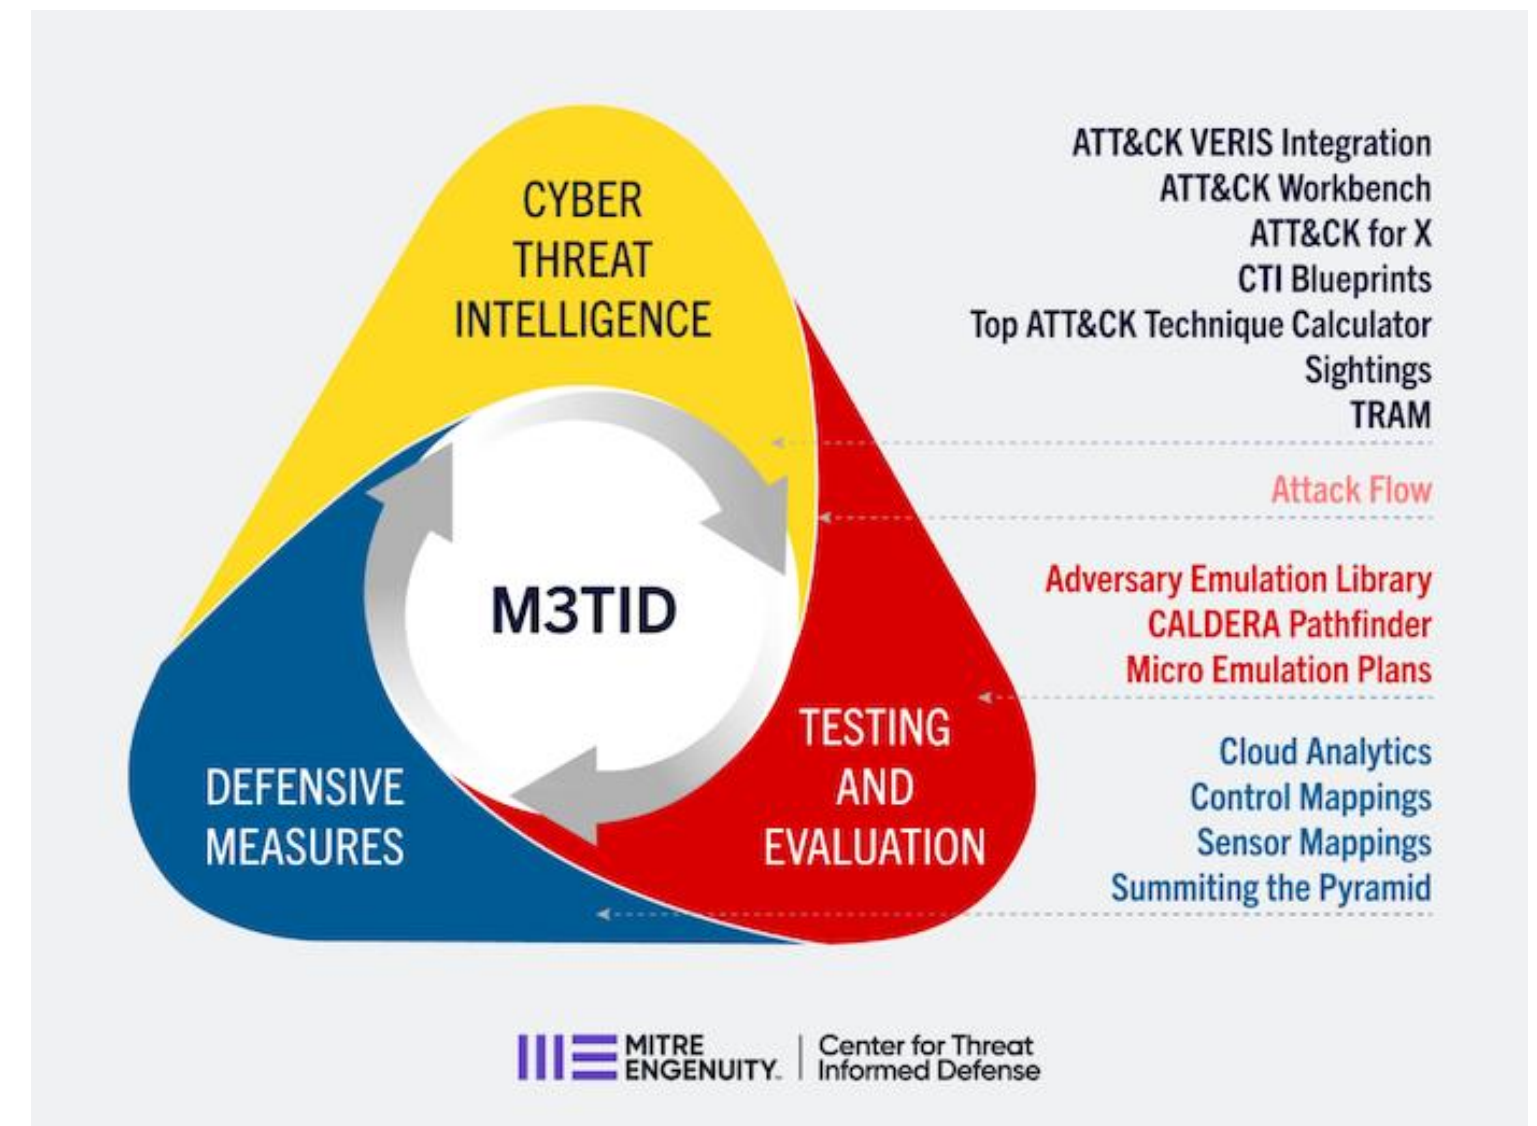 CYBER
THREAT
INTELLIGENCE
M3TID
DEFENSIVE
MEASURES
TESTING
AND
EVALUATION
ATT&CK VERIS Integration
ATT&CK Workbench
ATT&CK for X
CTI Blueprints
Top ATT&CK Technique Calculator
Sightings
TRAM
Attack Flow
Adversary Emulation Library
CALDERA Pathfinder
Micro Emulation Plans
Cloud Analytics
Control Mappings
Sensor Mappings
Summiting the Pyramid
MITRE
ENGENUITY™
Center for Threat
Informed Defense